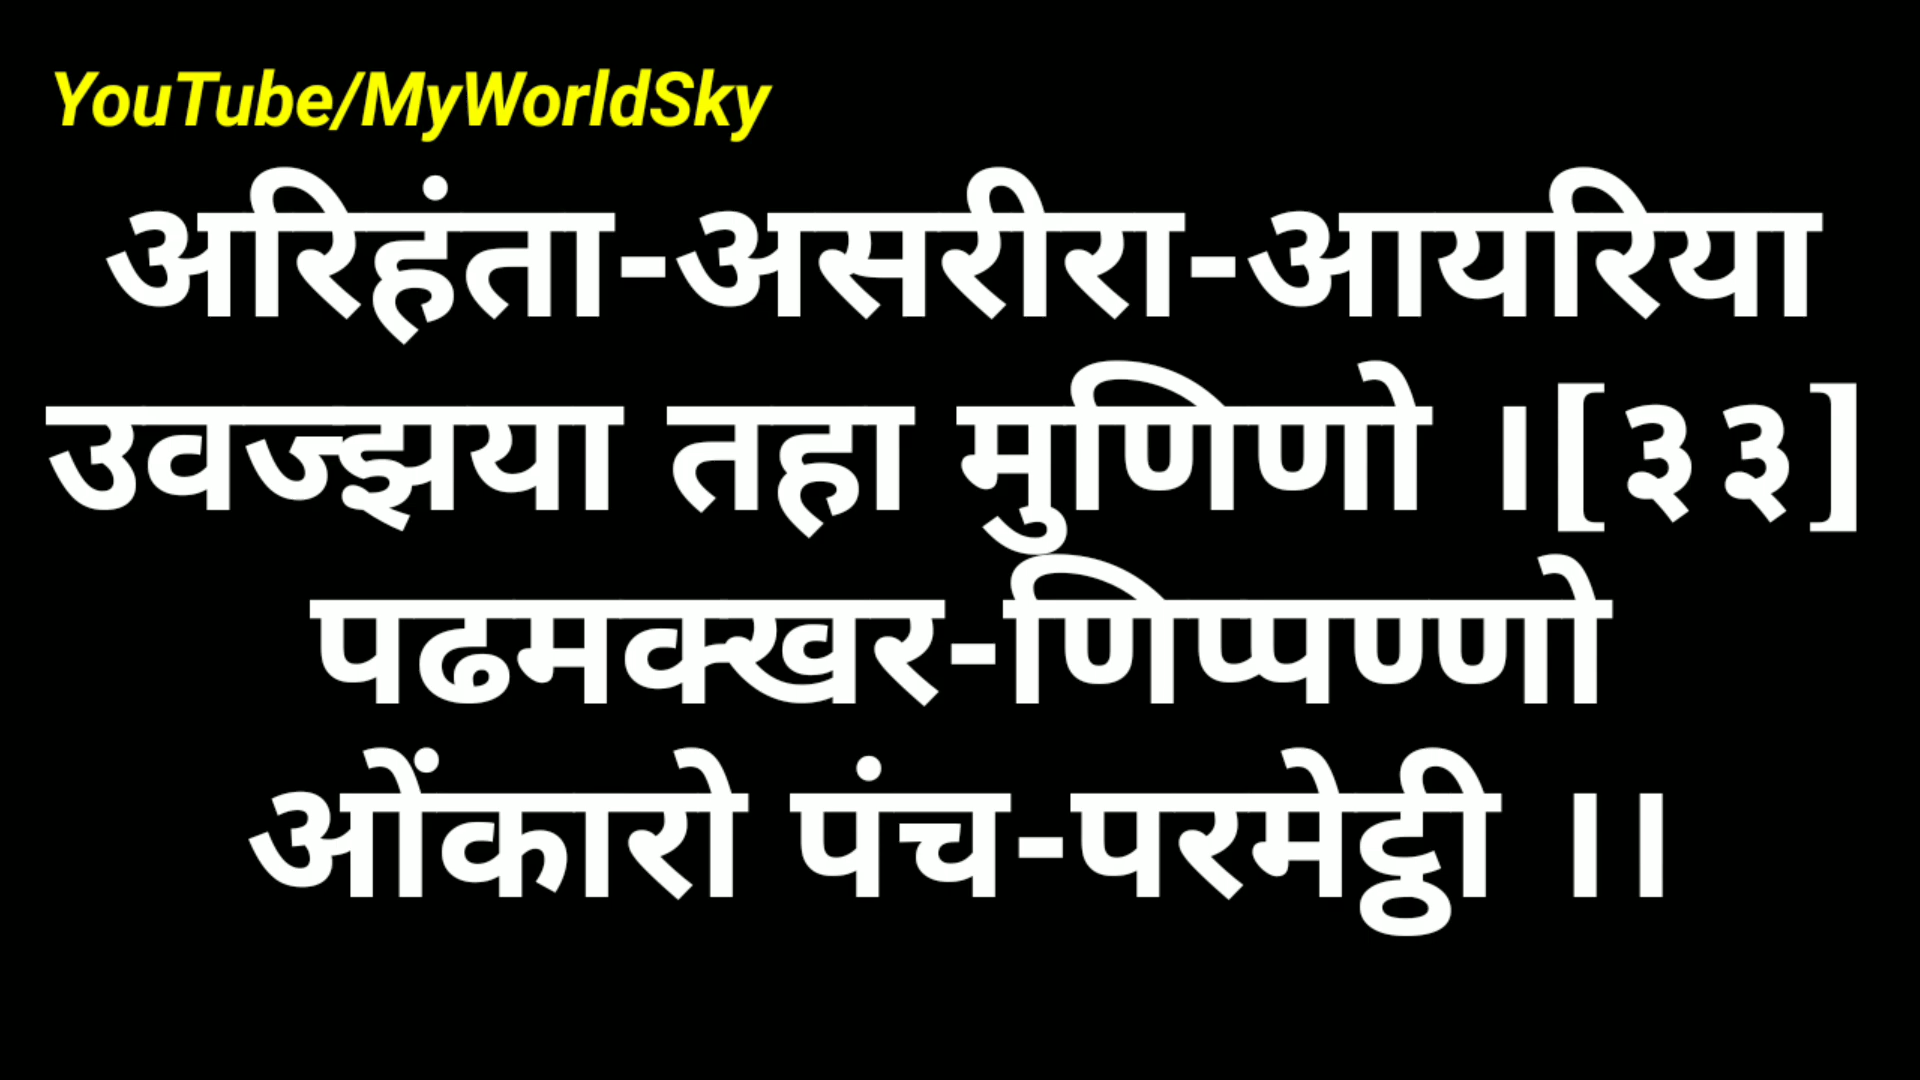 YouTube/MyWorldSky
अरिहंता-असरीरा-आयरिया
उवज्झया तहा मुणिणो ।[३३]
पढमक्खर-णिप्पण्णो
ओंकारो पंच-परमेट्ठी ।।